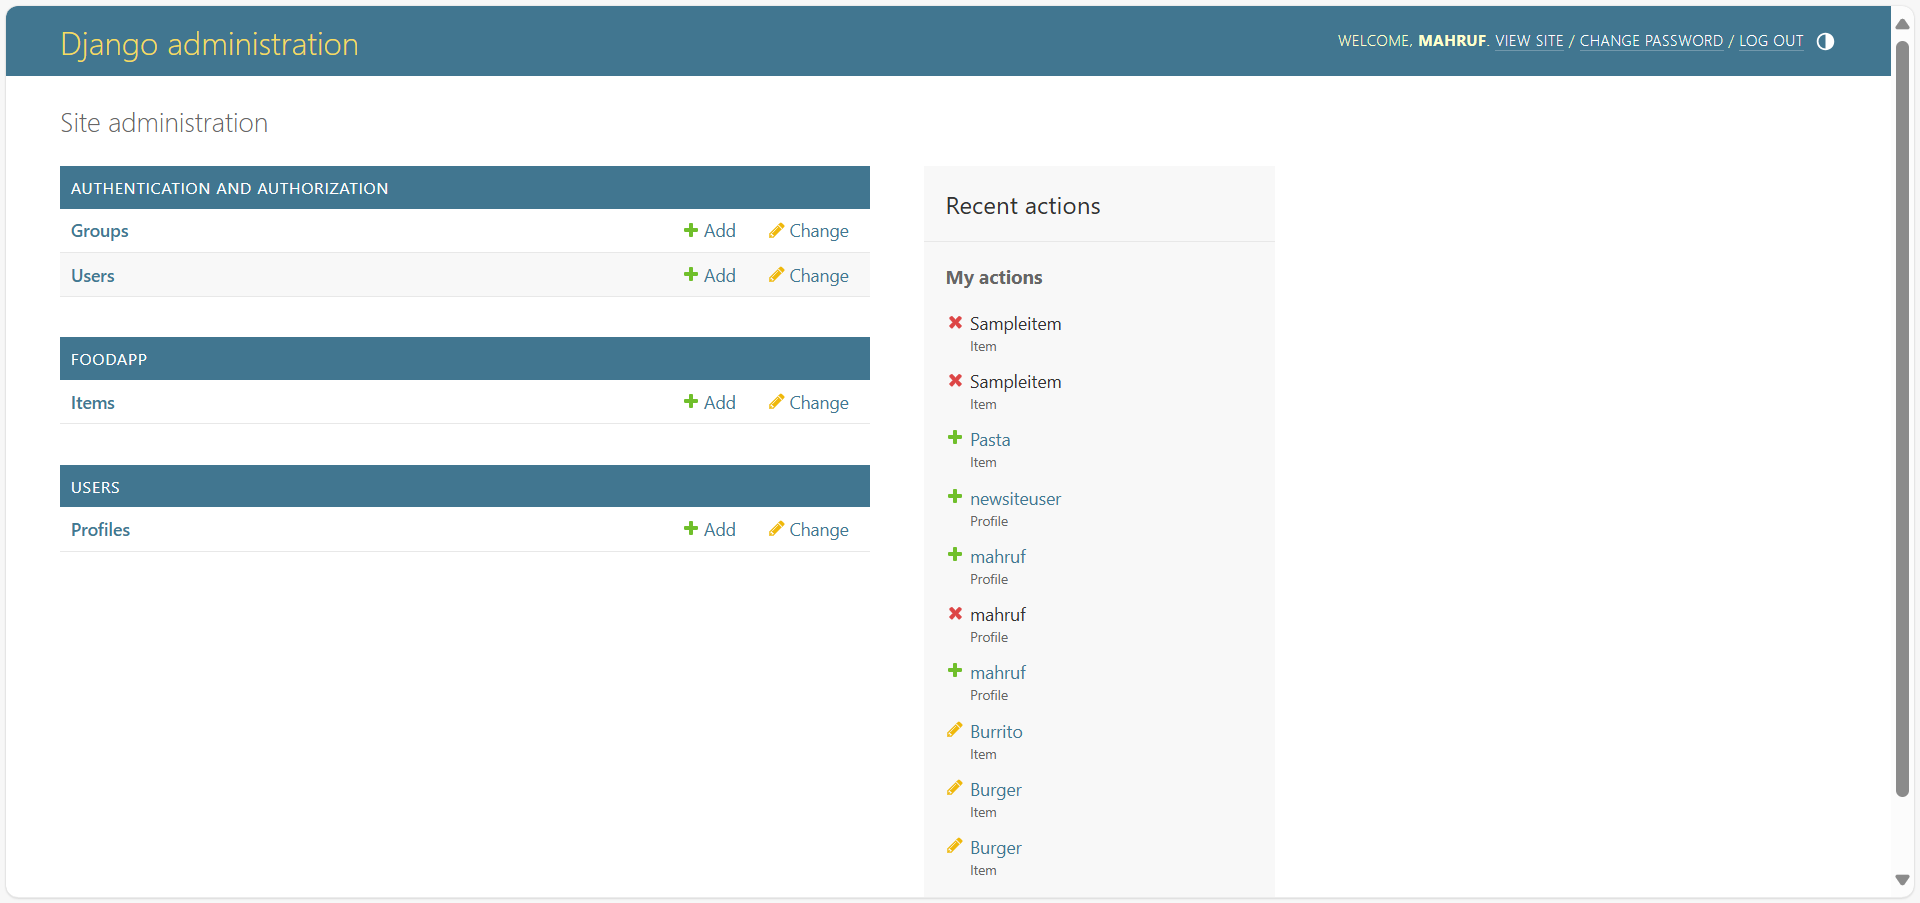 Django administration
WELCOME, MAHRUF. VIEW SITE / CHANGE PASSWORD / LOG OUT
Site administration
AUTHENTICATION AND AUTHORIZATION
Groups Add Change
Users Add Change
FOODAPP
Items Add Change
USERS
Profiles Add Change
Recent actions
My actions
Sampleitem
Item
Sampleitem
Item
Pasta
Item
newsiteuser
Profile
mahruf
Profile
mahruf
Profile
mahruf
Profile
Burrito
Item
Burger
Item
Burger
Item